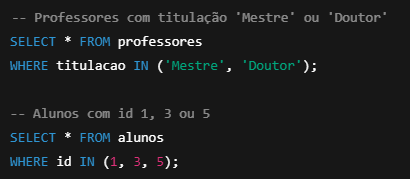 -- Professores com titulação 'Mestre' ou 'Doutor'
SELECT * FROM professores
WHERE titulacao IN ('Mestre', 'Doutor');
-- Alunos com id 1, 3 ou 5
SELECT * FROM alunos
WHERE id IN (1, 3, 5);